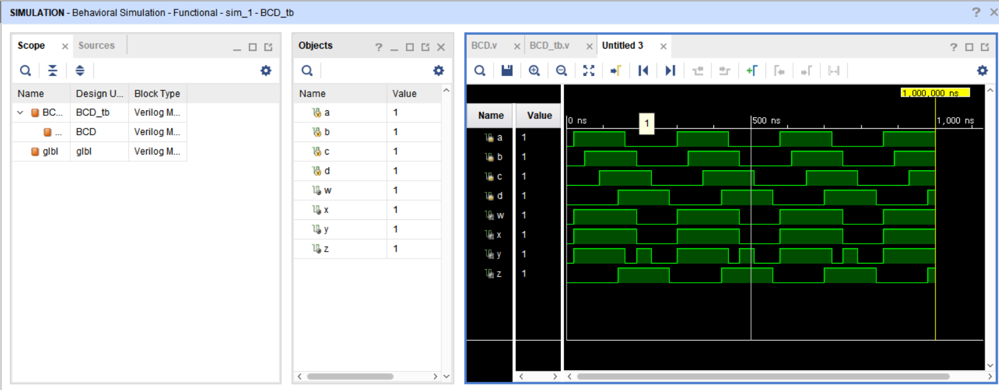 SIMULATION - Behavioral Simulation - Functional - sim_1 - BCD_tb
? ×
Scope × Sources
Name Design U... Block Type
BC... BCD_tb Verilog M...
... BCD Verilog M...
glbl glbl Verilog M...
Objects ?
Name Value
a 1
b 1
c 1
d 1
w 1
x 1
y 1
z 1
BCD.v × BCD_tb.v × Untitled 3 × ?
1,000,000 ns
Name Value
0 ns 500 ns 1,000 ns
1
a 1
b 1
c 1
d 1
w 1
x 1
y 1
z 1